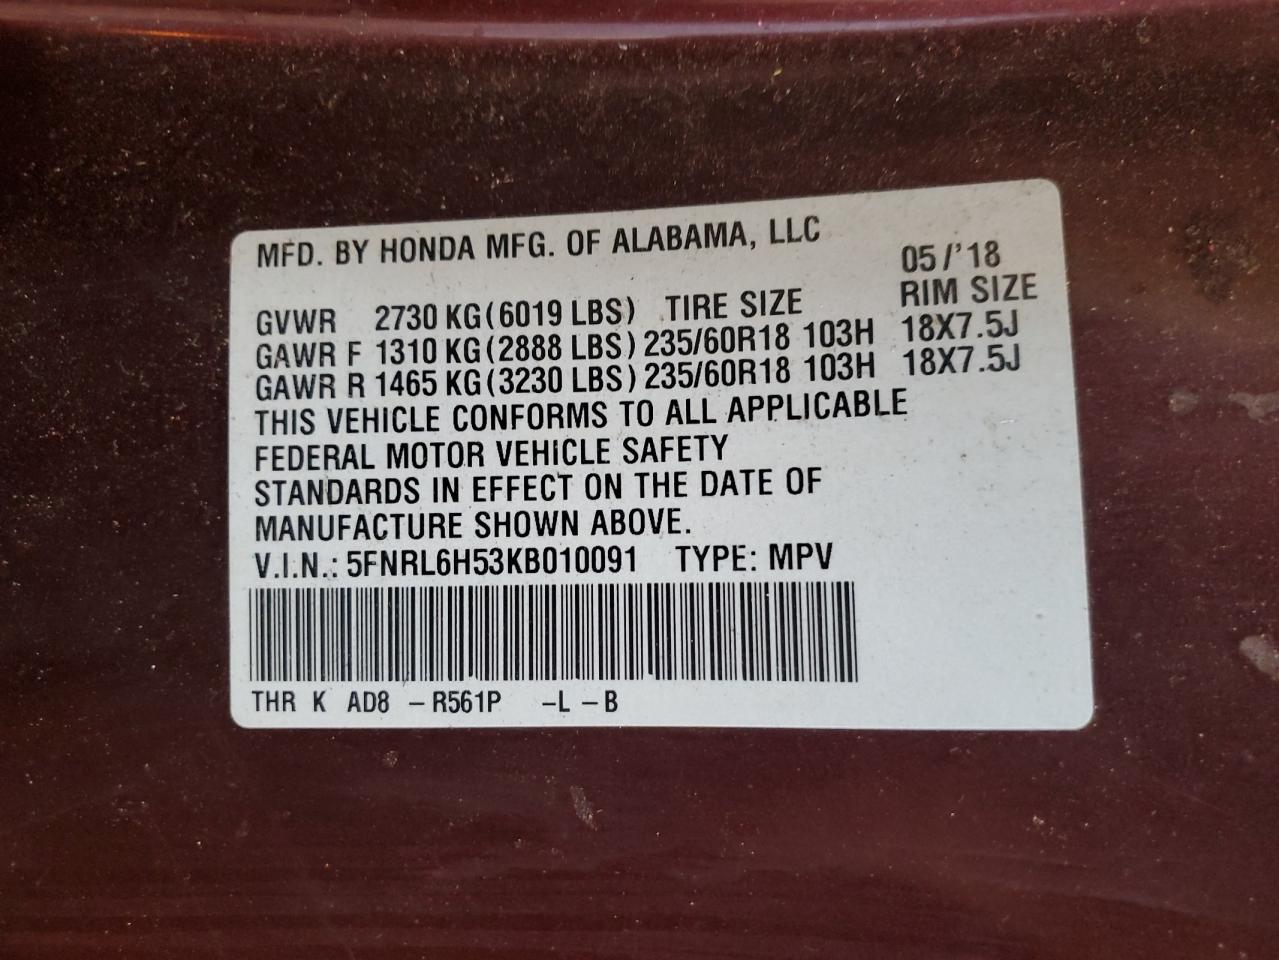 MFD. BY HONDA MFG. OF ALABAMA, LLC
05/'18
GVWR 2730 KG(6019 LBS) TIRE SIZE RIM SIZE
GAWR F 1310 KG(2888 LBS) 235/60R18 103H 18X7.5J
GAWR R 1465 KG(3230 LBS) 235/60R18 103H 18X7.5J
THIS VEHICLE CONFORMS TO ALL APPLICABLE
FEDERAL MOTOR VEHICLE SAFETY
STANDARDS IN EFFECT ON THE DATE OF
MANUFACTURE SHOWN ABOVE.
V.I.N.: 5FNRL6H53KB010091 TYPE: MPV
THR K AD8 -R561P -L -B